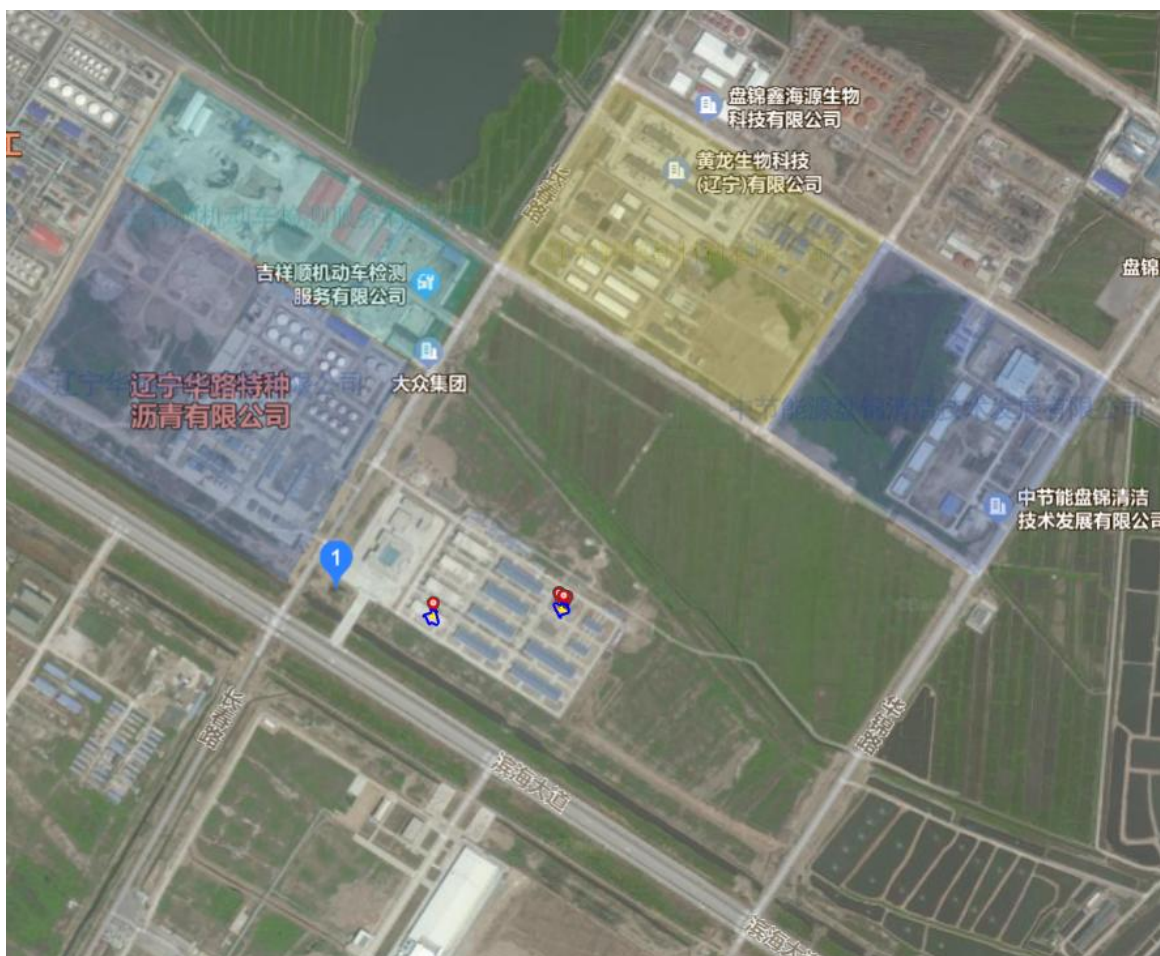 工
盘锦鑫海源生物
科技有限公司
黄龙生物科技
(辽宁)有限公司
吉祥顺机动车检测
服务有限公司
大众集团
盘锦
辽宁华路特种
沥青有限公司
中节能盘锦清洁
技术发展有限公司
1
华锦路
滨海大道
滨海大道